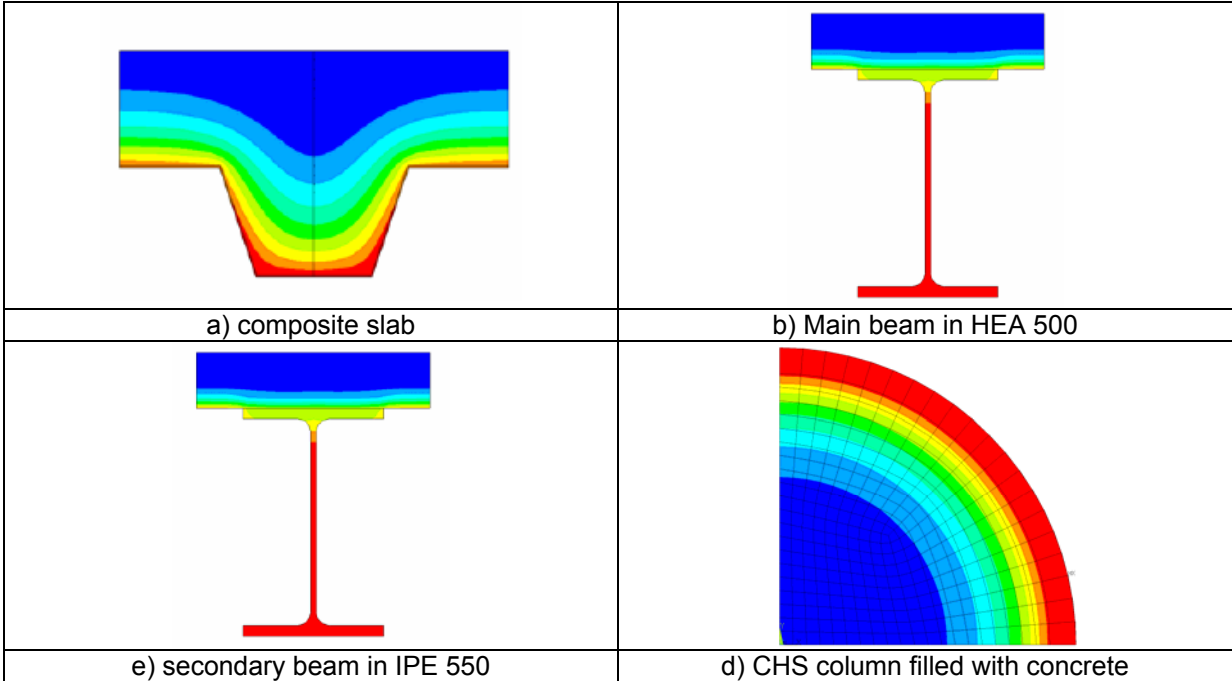 a) composite slab
b) Main beam in HEA 500
e) secondary beam in IPE 550
d) CHS column filled with concrete